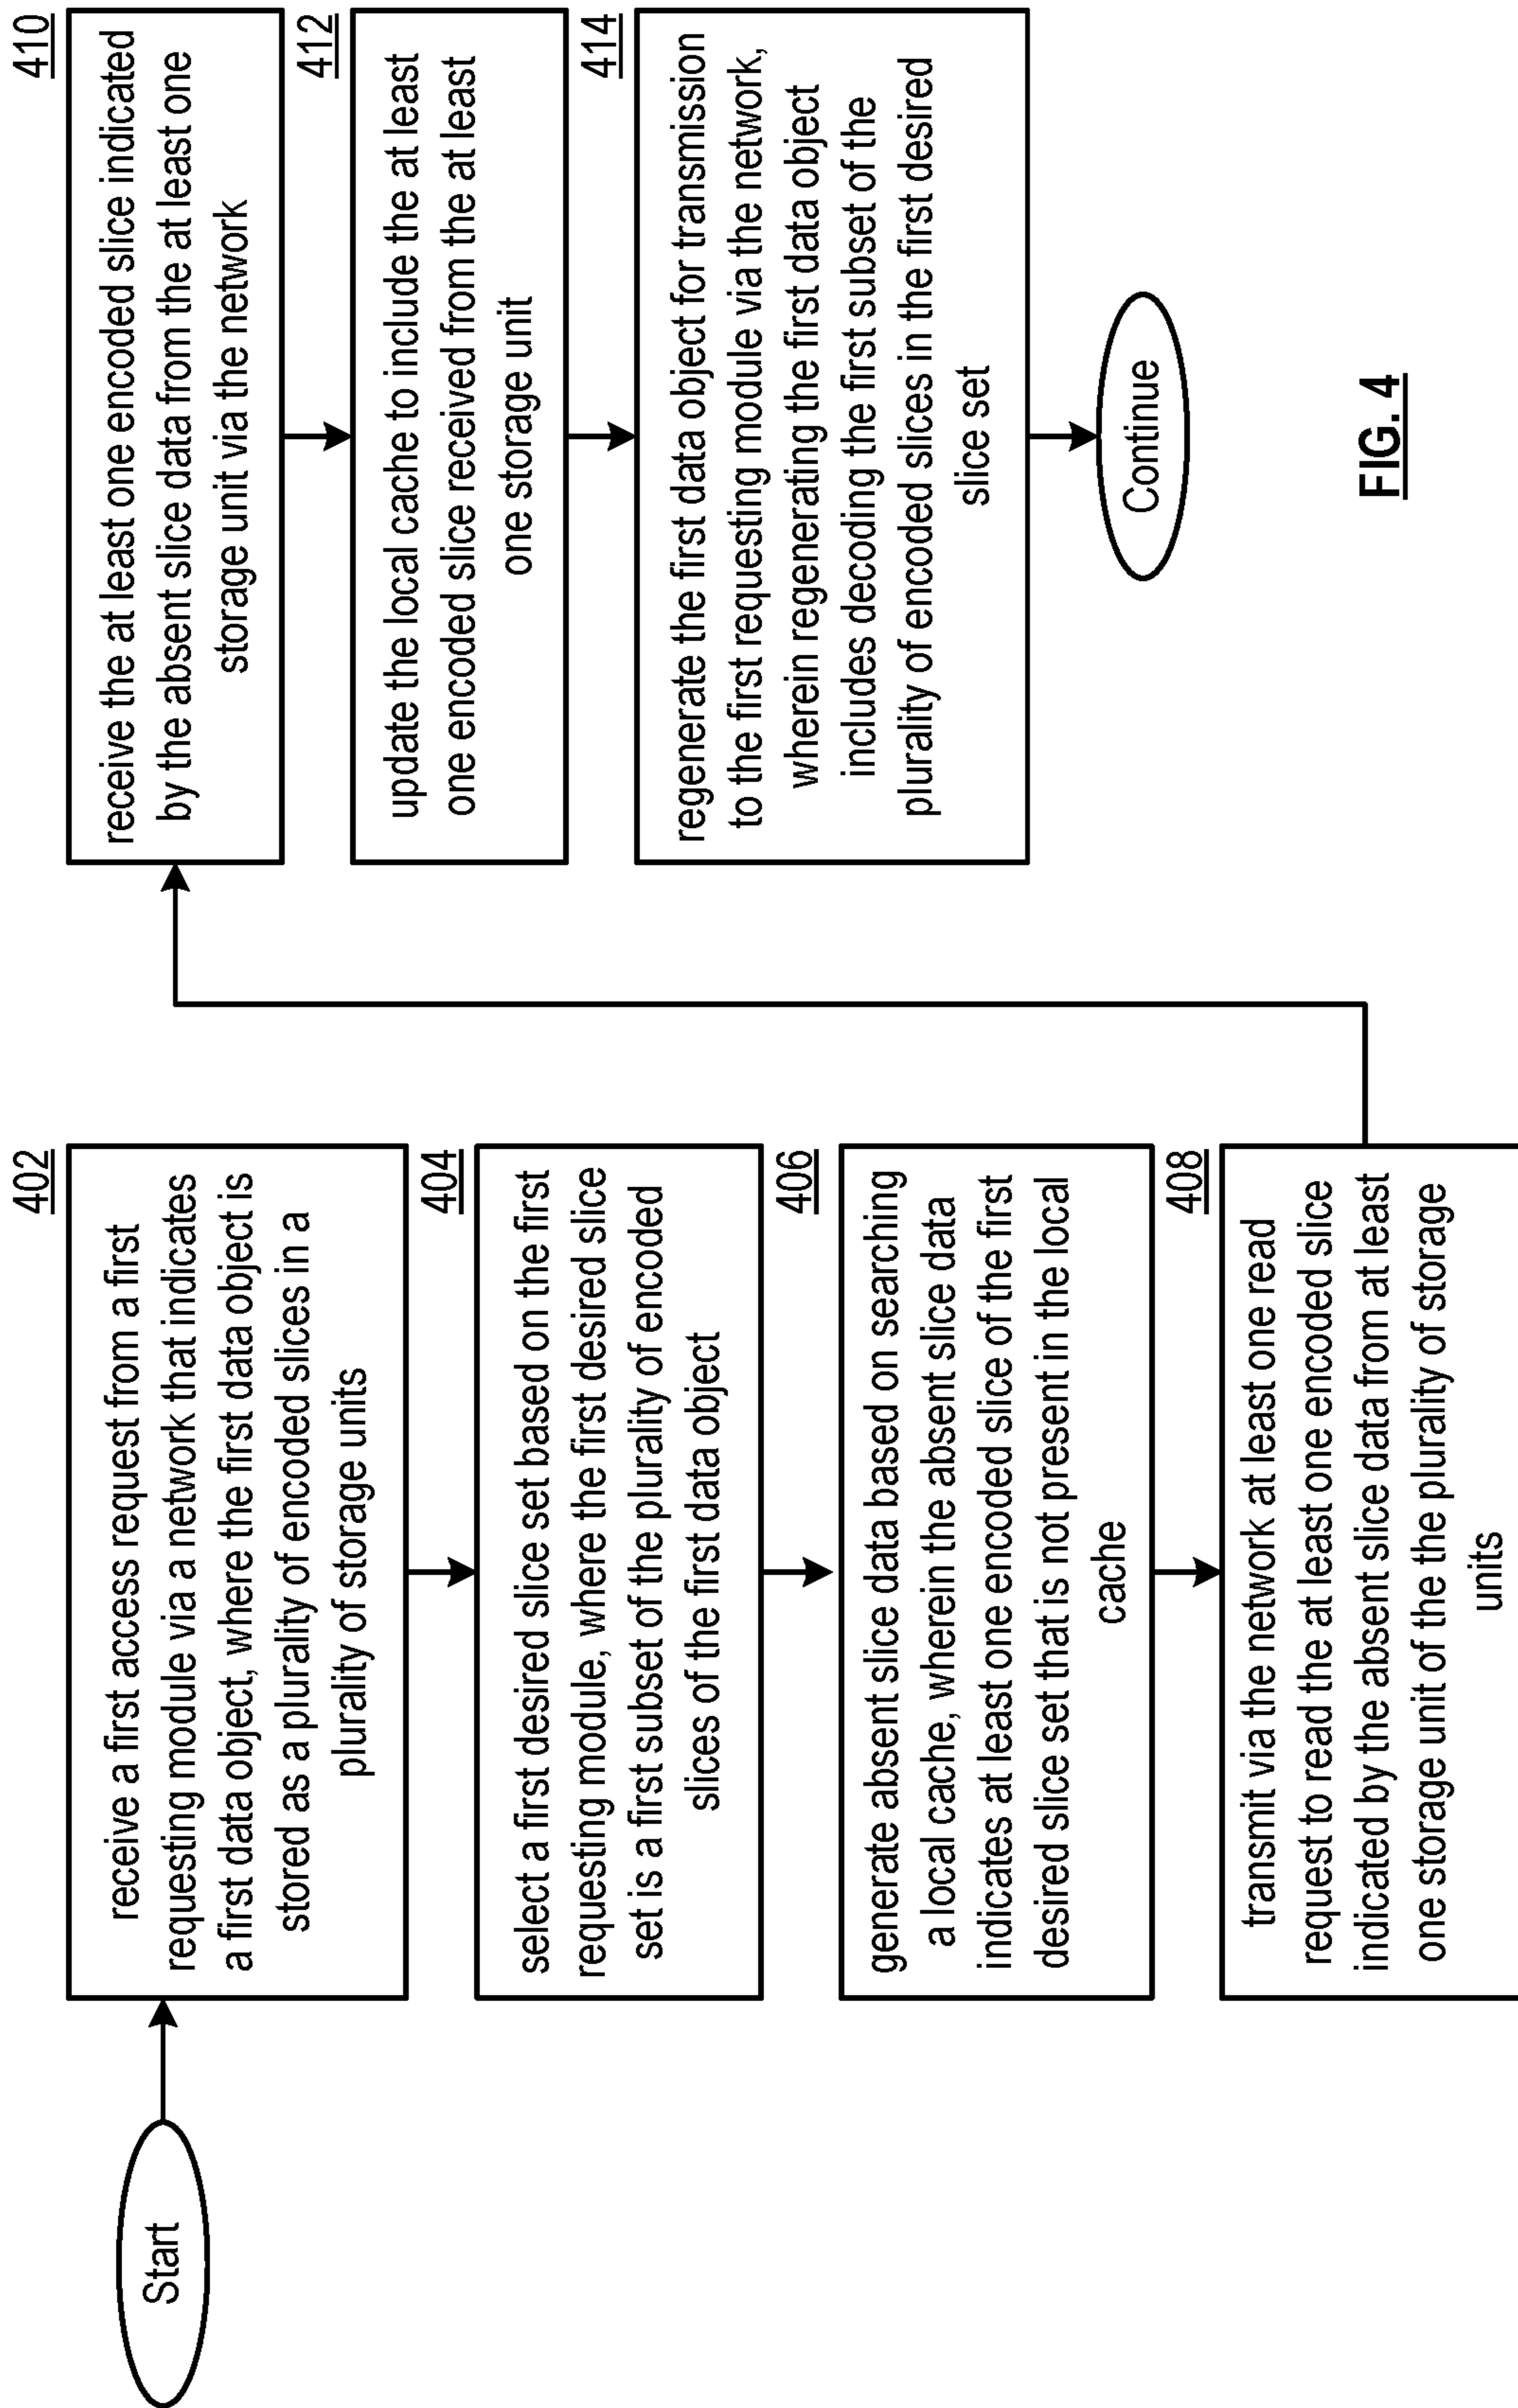 Start
402
receive a first access request from a first
requesting module via a network that indicates
a first data object, where the first data object is
stored as a plurality of encoded slices in a
plurality of storage units
404
select a first desired slice set based on the first
requesting module, where the first desired slice
set is a first subset of the plurality of encoded
slices of the first data object
406
generate absent slice data based on searching
a local cache, wherein the absent slice data
indicates at least one encoded slice of the first
desired slice set that is not present in the local
cache
408
transmit via the network at least one read
request to read the at least one encoded slice
indicated by the absent slice data from at least
one storage unit of the plurality of storage
units
410
receive the at least one encoded slice indicated
by the absent slice data from the at least one
storage unit via the network
412
update the local cache to include the at least
one encoded slice received from the at least
one storage unit
414
regenerate the first data object for transmission
to the first requesting module via the network,
wherein regenerating the first data object
includes decoding the first subset of the
plurality of encoded slices in the first desired
slice set
Continue
FIG. 4